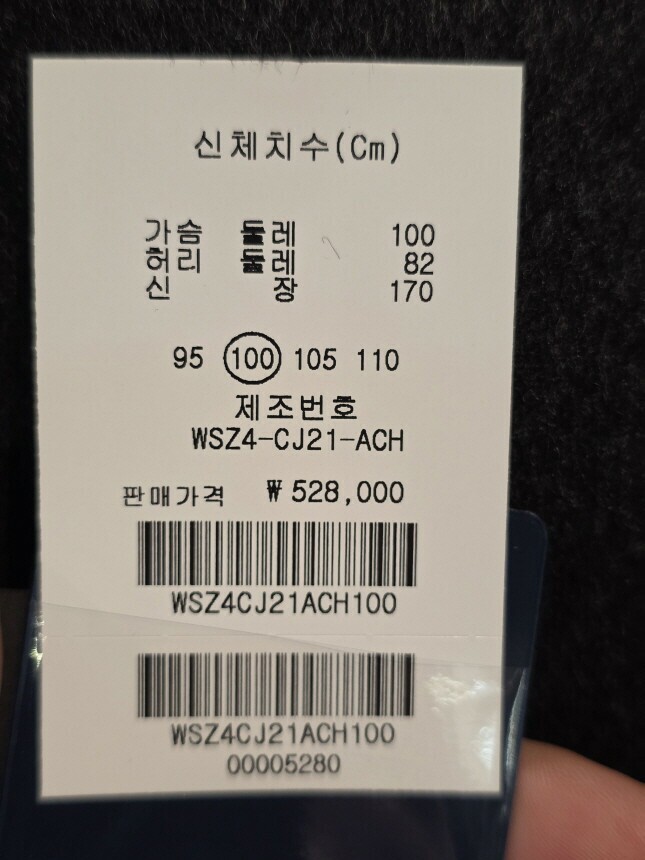 신체치수(Cm)
가슴 둘레 100
허리 둘레 82
신 장 170
95 100 105 110
제조번호
WSZ4-CJ21-ACH
판매가격 ₩528,000
WSZ4CJ21ACH100
WSZ4CJ21ACH100
00005280